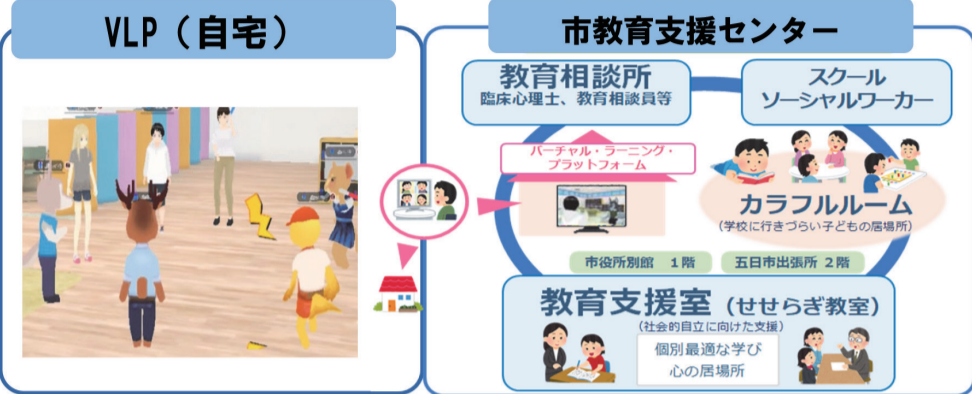 VLP(自宅)
市教育支援センター
教育相談所
臨床心理士、教育相談員等
スクール
ソーシャルワーカー
バーチャル・ラーニング・
プラットフォーム
カラフルルーム
(学校に行きづらい子どもの居場所)
市役所別館 1階
五日市出張所 2階
教育支援室 (せせらぎ教室)
(社会的自立に向けた支援)
個別最適な学び
心の居場所